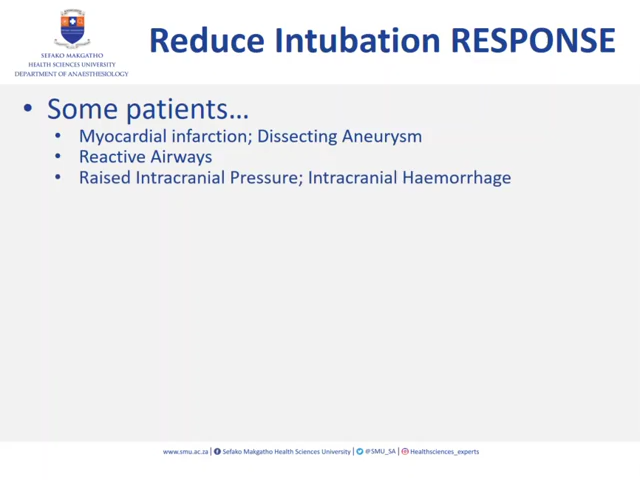 SEFAKO MAKGATHO
HEALTH SCIENCES UNIVERSITY
DEPARTMENT OF ANAESTHESIOLOGY
Reduce Intubation RESPONSE
• Some patients…
• Myocardial infarction; Dissecting Aneurysm
• Reactive Airways
• Raised Intracranial Pressure; Intracranial Haemorrhage
www.smu.ac.za | Sefako Makgatho Health Sciences University | @SMU_SA | Healthsciences_experts